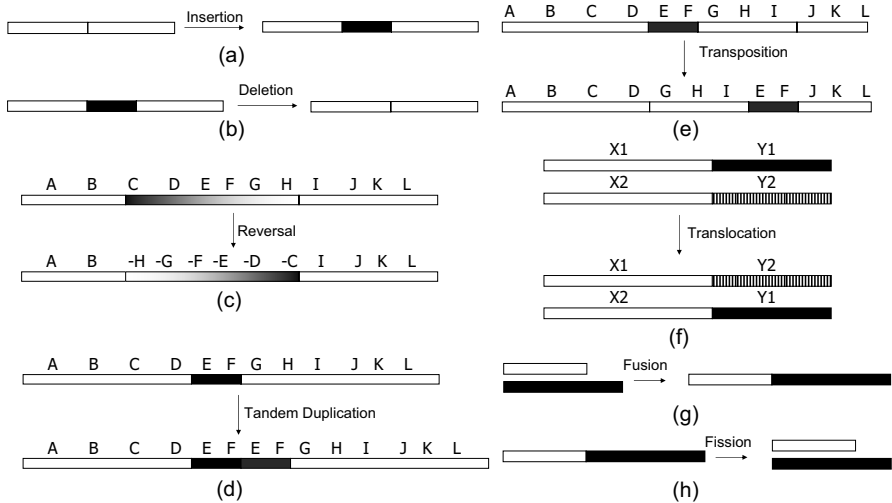 Insertion
(a)
Deletion
(b)
A B C D E F G H I J K L
Reversal
A B -H -G -F -E -D -C I J K L
(c)
A B C D E F G H I J K L
Tandem Duplication
A B C D E F E F G H I J K L
(d)
A B C D E F G H I J K L
Transposition
A B C D G H I E F J K L
(e)
X1 Y1
X2 Y2
Translocation
X1 Y2
X2 Y1
(f)
Fusion
(g)
Fission
(h)